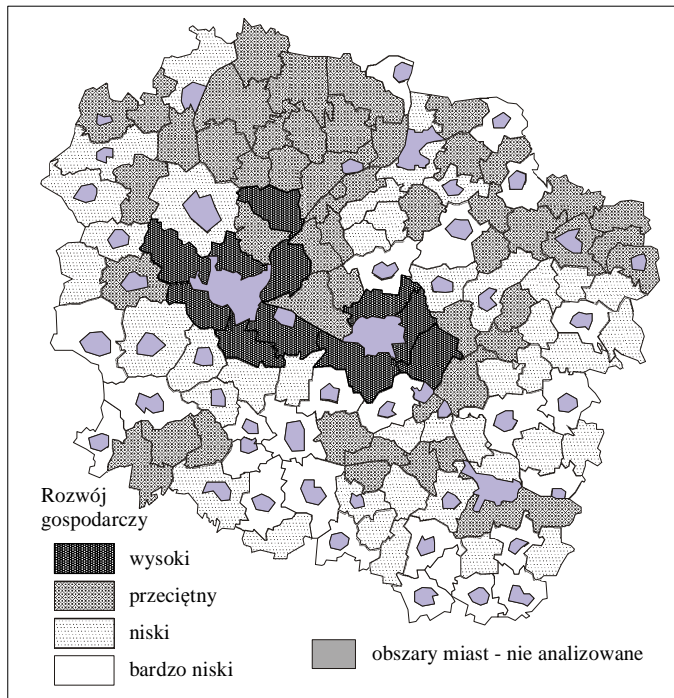 Rozwój
gospodarczy
wysoki
przeciętny
niski
bardzo niski
obszary miast - nie analizowane